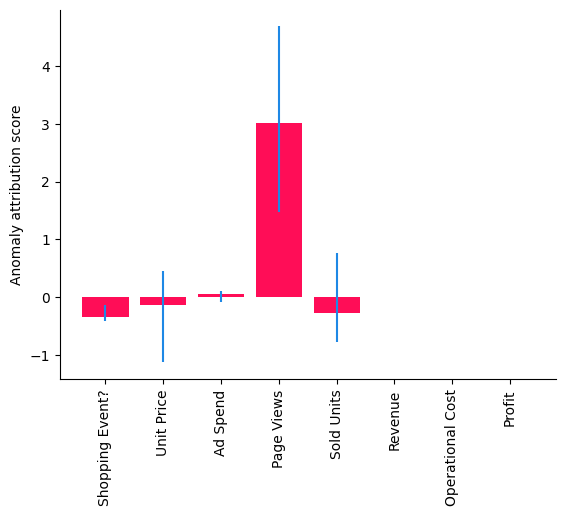 Anomaly attribution score
4
3
2
1
0
−1
Shopping Event?
Unit Price
Ad Spend
Page Views
Sold Units
Revenue
Operational Cost
Profit